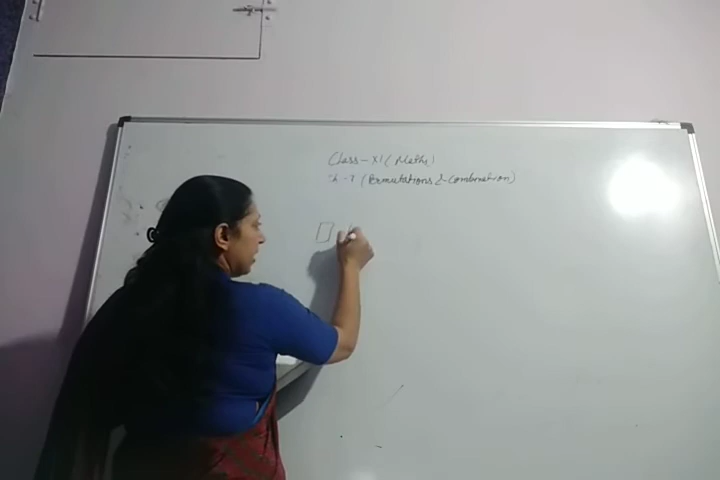 Class-XI (Maths)
Ch-7 (Permutations & Combination)